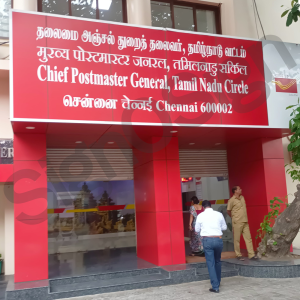 தலைமை அஞ்சல் துறைத் தலைவர், தமிழ்நாடு வட்டம்
मुख्य पोस्टमास्टर जनरल, तमिलनाडु सर्किल
Chief Postmaster General, Tamil Nadu Circle
சென்னை चेन्नई Chennai 600002